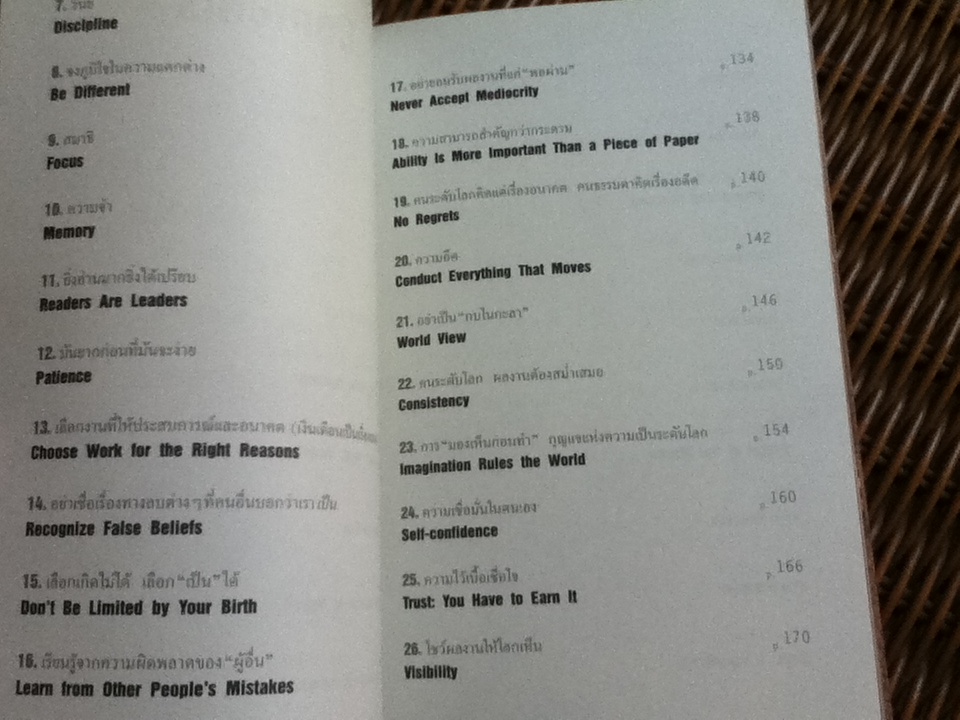 7. วินัย
Discipline
8. จงภูมิใจในความแตกต่าง
Be Different
9. สมาธิ
Focus
10. ความจำ
Memory
11. ยิ่งอ่านมากยิ่งได้เปรียบ
Readers Are Leaders
12. มันยากก่อนที่มันจะง่าย
Patience
13. เลือกงานที่ให้ประสบการณ์และอนาคต (เงินเดือนเป็น
Choose Work for the Right Reasons
14. อย่าเชื่อเรื่องทางลบต่างๆ ที่คนอื่นบอกว่าเราเป็น
Recognize False Beliefs
15. เลือกเกิดไม่ได้ เลือก "เป็น" ได้
Don't Be Limited by Your Birth
16. เรียนรู้จากความผิดพลาดของ "ผู้อื่น"
Learn from Other People's Mistakes
17. อย่ายอมรับผลงานที่แค่ "พอผ่าน" p.134
Never Accept Mediocrity
18. ความสามารถสำคัญกว่ากระดาษ p.138
Ability Is More Important Than a Piece of Paper
19. คนระดับโลกคิดแต่เรื่องอนาคต คนธรรมดาคิดเรื่องอดีต p.140
No Regrets
20. ความอึด p.142
Conduct Everything That Moves
21. อย่าเป็น "กบในกะลา" p.146
World View
22. คนระดับโลก ผลงานต้องสม่ำเสมอ p.150
Consistency
23. การ "มองเห็นก่อนทำ" กุญแจแห่งความเป็นระดับโลก p.154
Imagination Rules the World
24. ความเชื่อมั่นในตนเอง p.160
Self-confidence
25. ความไว้เนื้อเชื่อใจ p.166
Trust: You Have to Earn It
26. โชว์ผลงานให้โลกเห็น p.170
Visibility